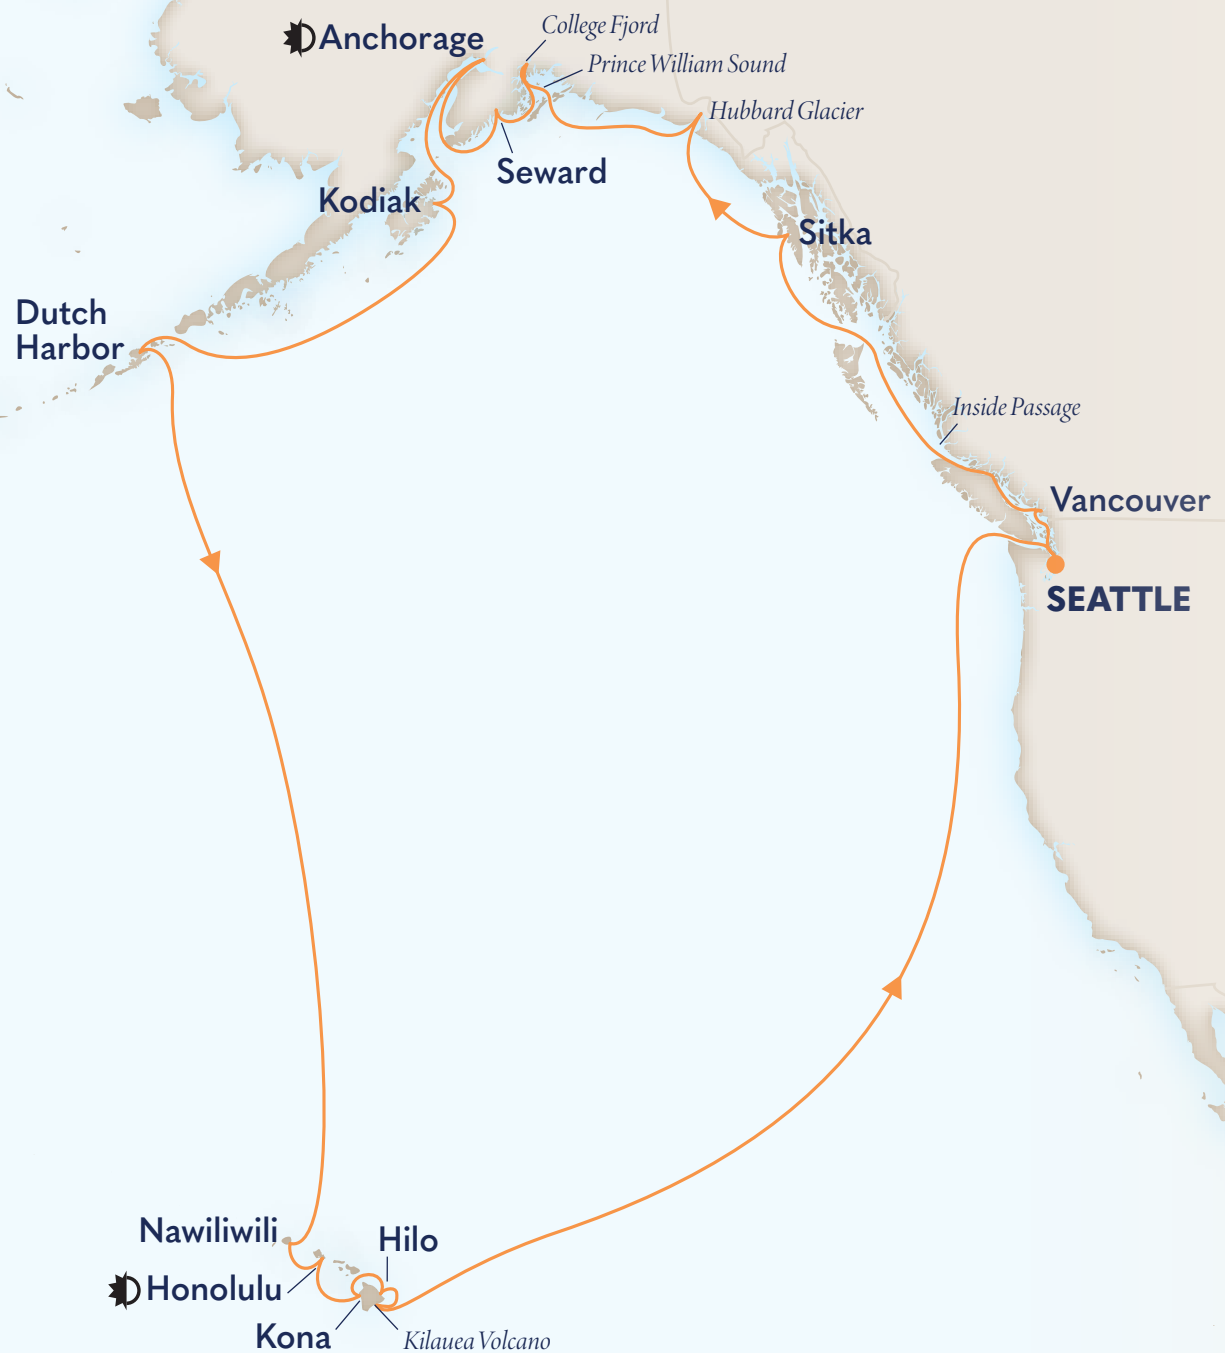 College Fjord
Anchorage
Prince William Sound
Hubbard Glacier
Seward
Kodiak
Sitka
Dutch
Harbor
Inside Passage
Vancouver
SEATTLE
Nawiliwili
Hilo
Honolulu
Kona
Kilauea Volcano